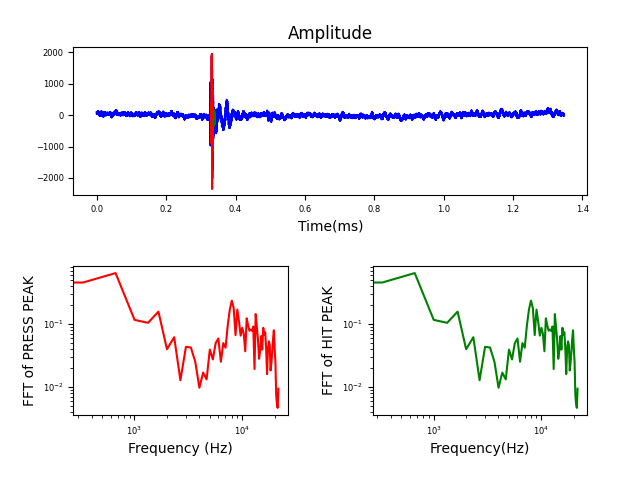 Amplitude
2000
1000
0
−1000
−2000
0.0 0.2 0.4 0.6 0.8 1.0 1.2 1.4
Time(ms)
FFT of PRESS PEAK
10⁻¹
10⁻²
10³ 10⁴
Frequency (Hz)
FFT of HIT PEAK
10⁻¹
10⁻²
10³ 10⁴
Frequency(Hz)